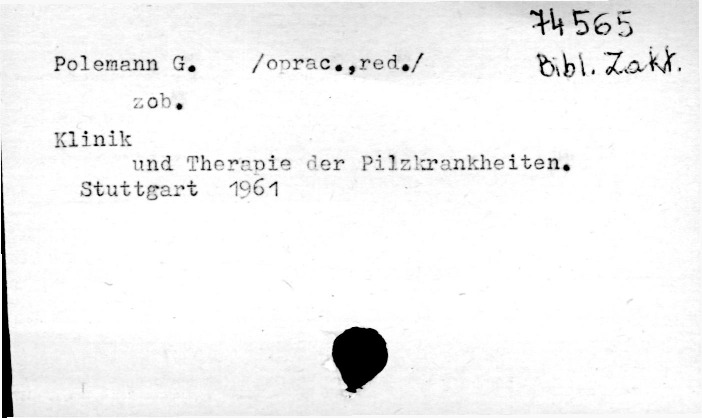 74565
Polemann G. /oprac.,red./ Bibl. Zakł.
zob.
Klinik
und Therapie der Pilzkrankheiten.
Stuttgart 1961